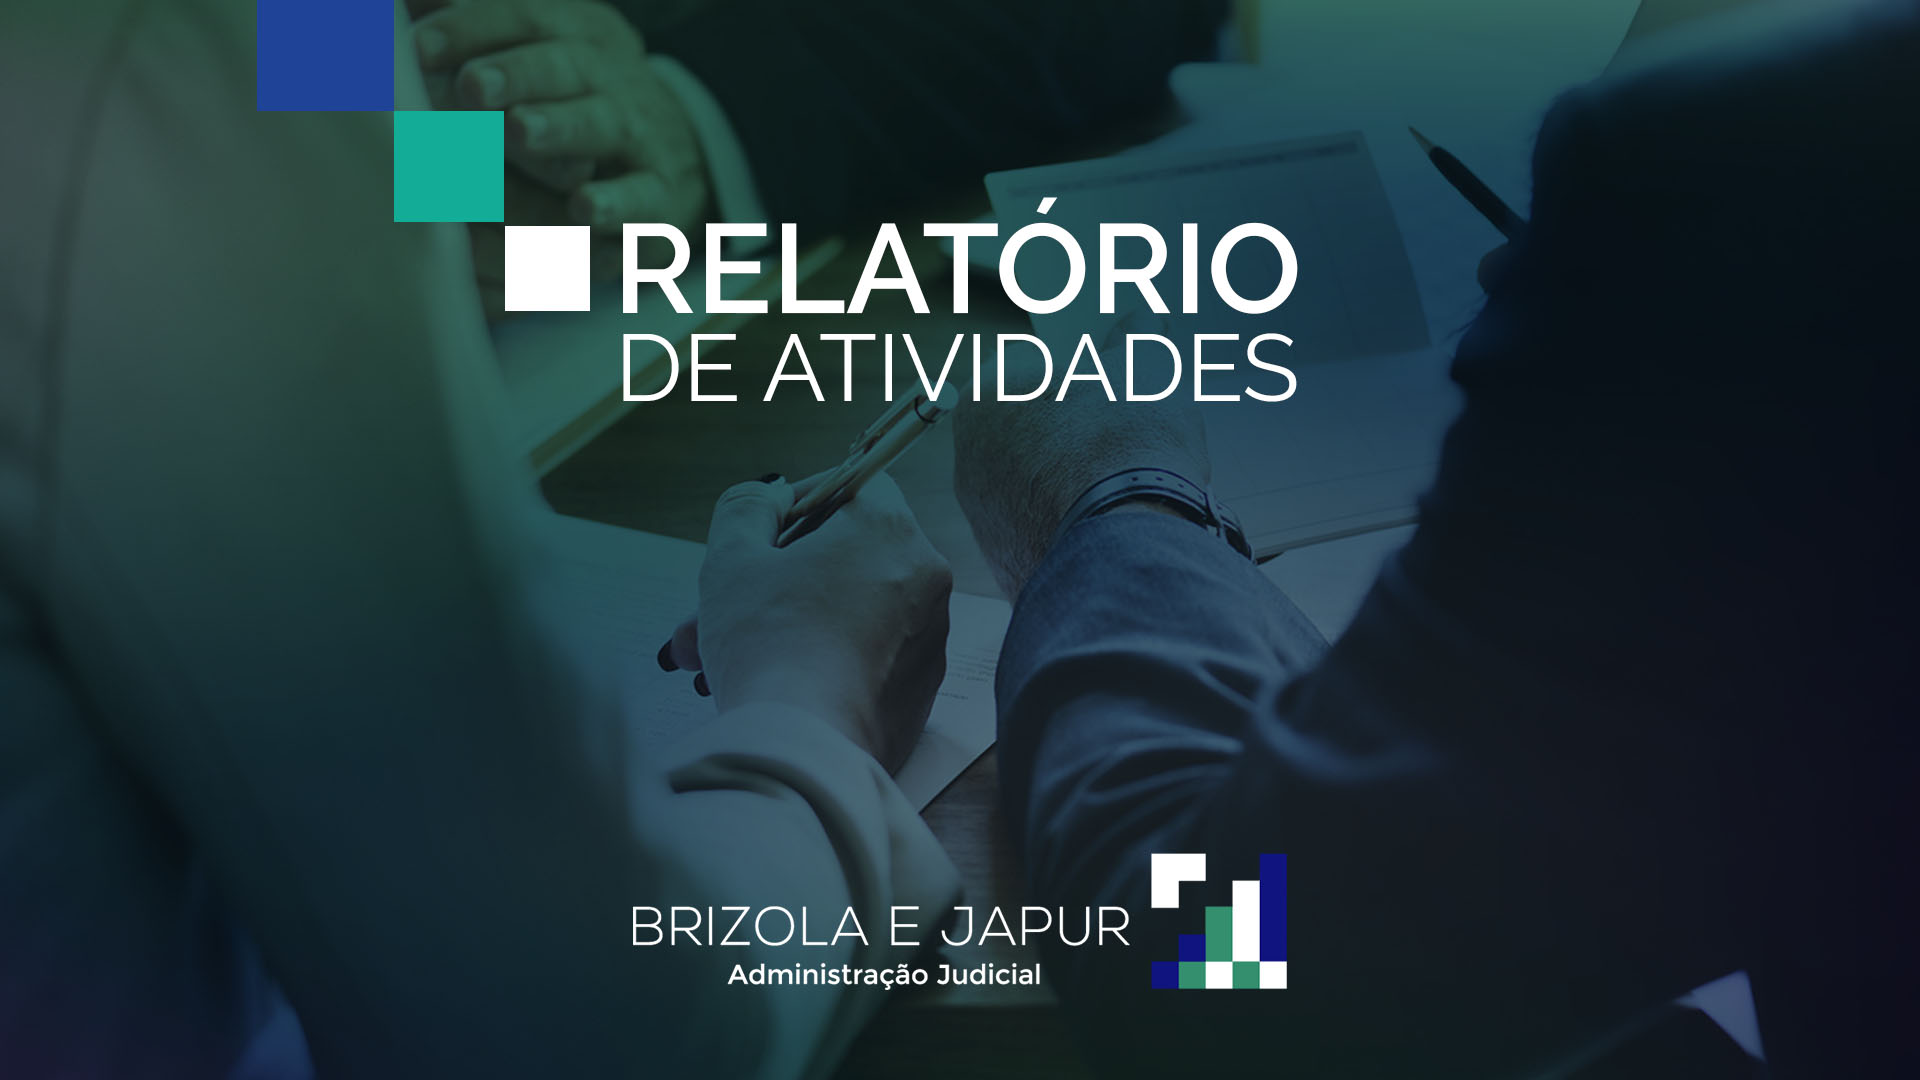 RELATÓRIO
DE ATIVIDADES
BRIZOLA E JAPUR
Administração Judicial